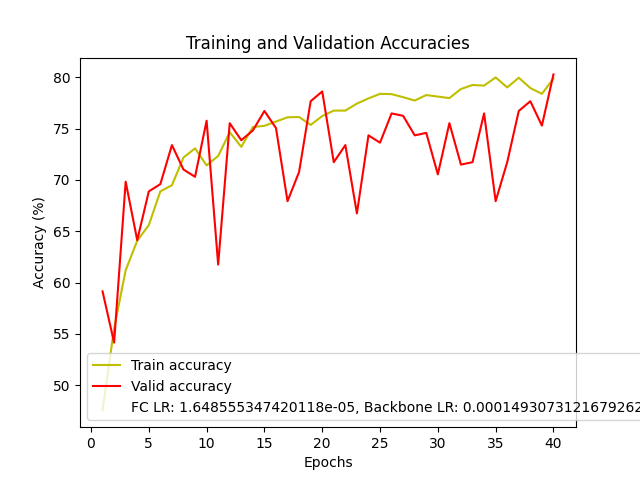 Training and Validation Accuracies
80
75
70
65
60
55
50
Accuracy (%)
Train accuracy
Valid accuracy
FC LR: 1.648555347420118e-05, Backbone LR: 0.0001493073121679262
0 5 10 15 20 25 30 35 40
Epochs